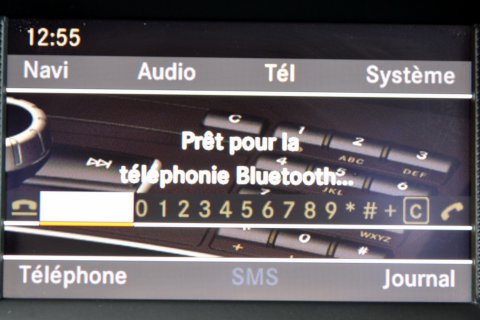 12:55
Navi Audio Tél Système
Prêt pour la
téléphonie Bluetooth...
0 1 2 3 4 5 6 7 8 9 * # + C
Téléphone SMS Journal